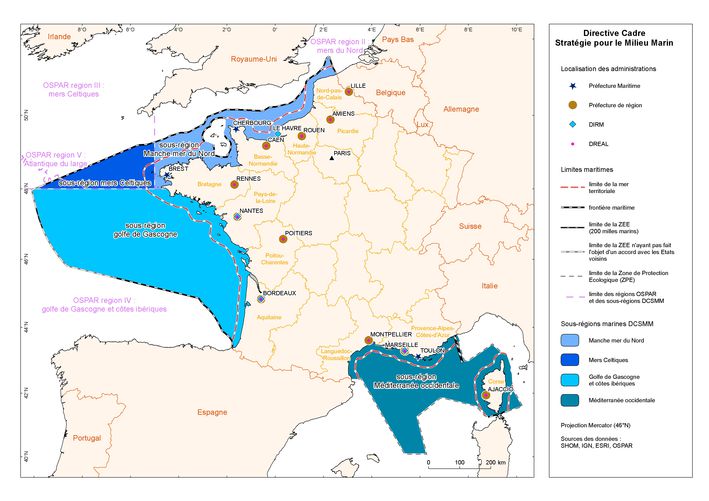 8°O
6°O
4°O
2°O
0°
2°E
4°E
6°E
8°E
10°E
Irlande
Royaume-Uni
OSPAR region II
mers du Nord
Pays Bas
OSPAR region III
mers Celtiques
Nord-pas-
de-Calais
LILLE
Belgique
Allemagne
50°N
CHERBOURG
LE HAVRE
AMIENS
Picardie
ROUEN
Lux
sous-région
Manche-mer du Nord
CAEN
Haute-
Normandie
Basse-
Normandie
PARIS
OSPAR region V
Atlantique du large
BREST
sous-région mers Celtiques
RENNES
Bretagne
48°N
Pays-de-
la-Loire
NANTES
sous-région
golfe de Gascogne
POITIERS
Suisse
46°N
Poitou-
Charentes
OSPAR region IV
golfe de Gascogne et côtes ibériques
BORDEAUX
Italie
Aquitaine
44°N
MONTPELLIER
Provence-Alpes-
Côte-d'Azur
MARSEILLE
TOULON
Languedoc-
Roussillon
sous-région
Méditerranée occidentale
Corse
AJACCIO
42°N
Espagne
Portugal
40°N
0
100
200 km
Directive Cadre
Stratégie pour le Milieu Marin
Localisation des administrations
Préfecture Maritime
Préfecture de région
DIRM
DREAL
Limites maritimes
limite de la mer
territoriale
frontière maritime
limite de la ZEE
(200 milles marins)
limite de la ZEE n'ayant pas fait
l'objet d'un accord avec les Etats
voisins
limite de la Zone de Protection
Ecologique (ZPE)
limite des régions OSPAR
et des sous-régions DCSMM
Sous-régions marines DCSMM
Manche mer du Nord
Mers Celtiques
Golfe de Gascogne
et côtes ibériques
Méditerranée occidentale
Projection Mercator (46°N)
Sources des données :
SHOM, IGN, ESRI, OSPAR